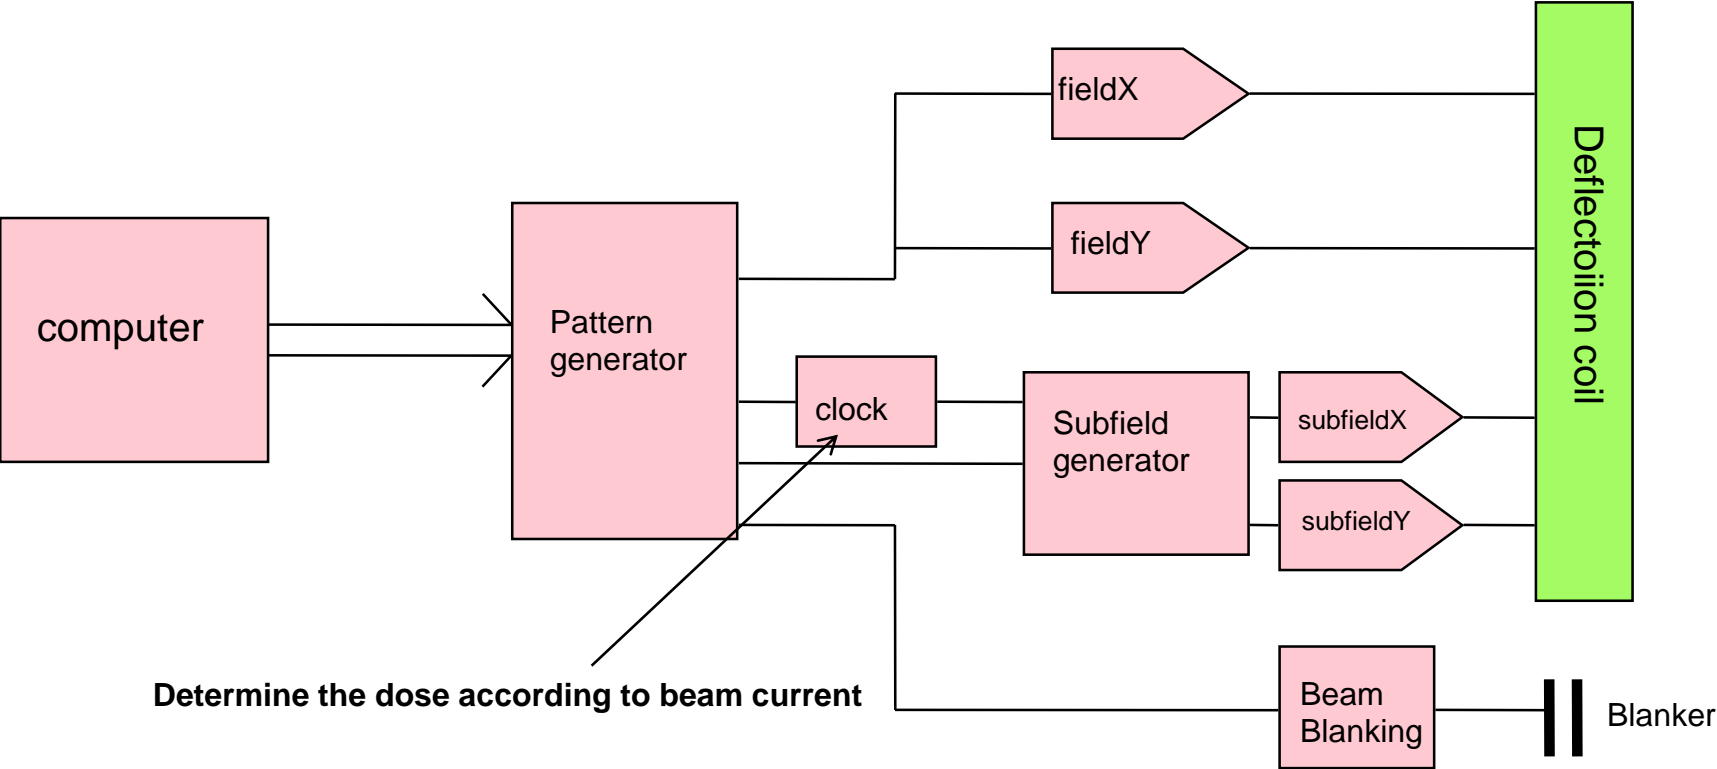 fieldX
fieldY
computer
Pattern
generator
clock
Subfield
generator
subfieldX
subfieldY
Deflectoiion coil
Determine the dose according to beam current
Beam
Blanking
Blanker